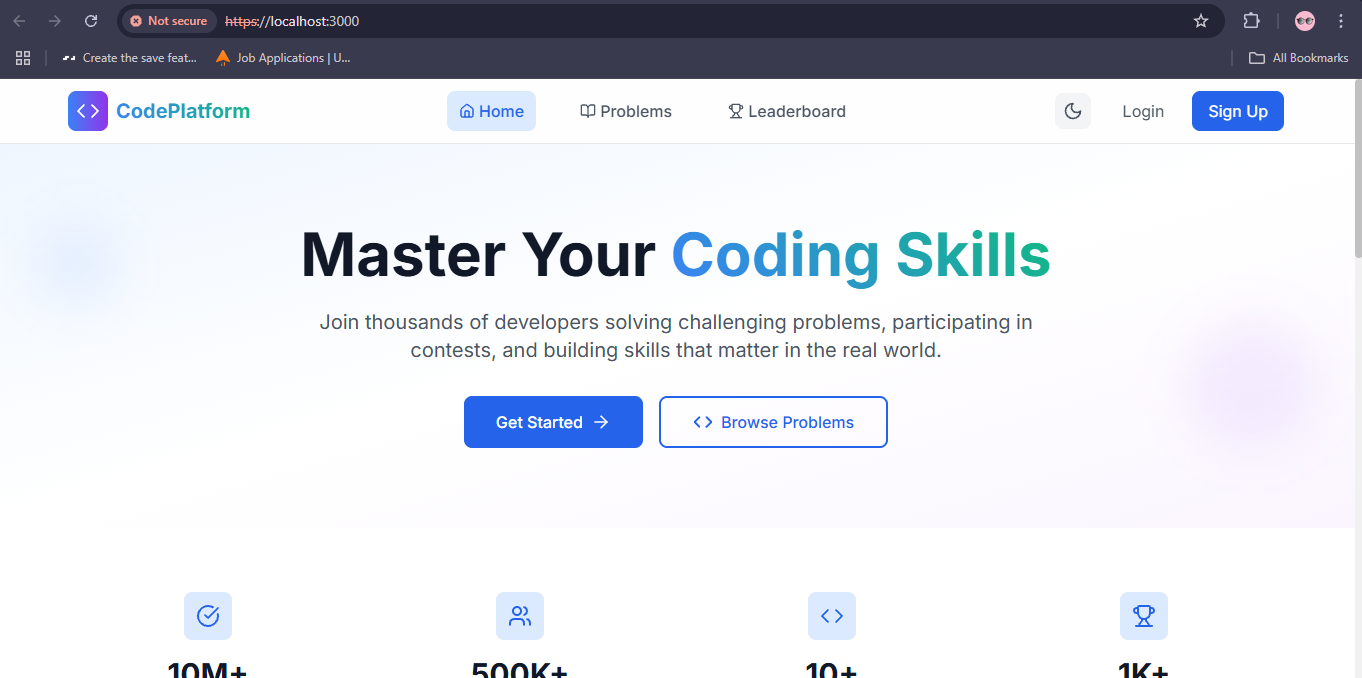 Not secure https://localhost:3000
Create the save feat... Job Applications | U... All Bookmarks
CodePlatform Home Problems Leaderboard Login Sign Up
Master Your Coding Skills
Join thousands of developers solving challenging problems, participating in
contests, and building skills that matter in the real world.
Get Started Browse Problems
10M+ 500K+ 10+ 1K+